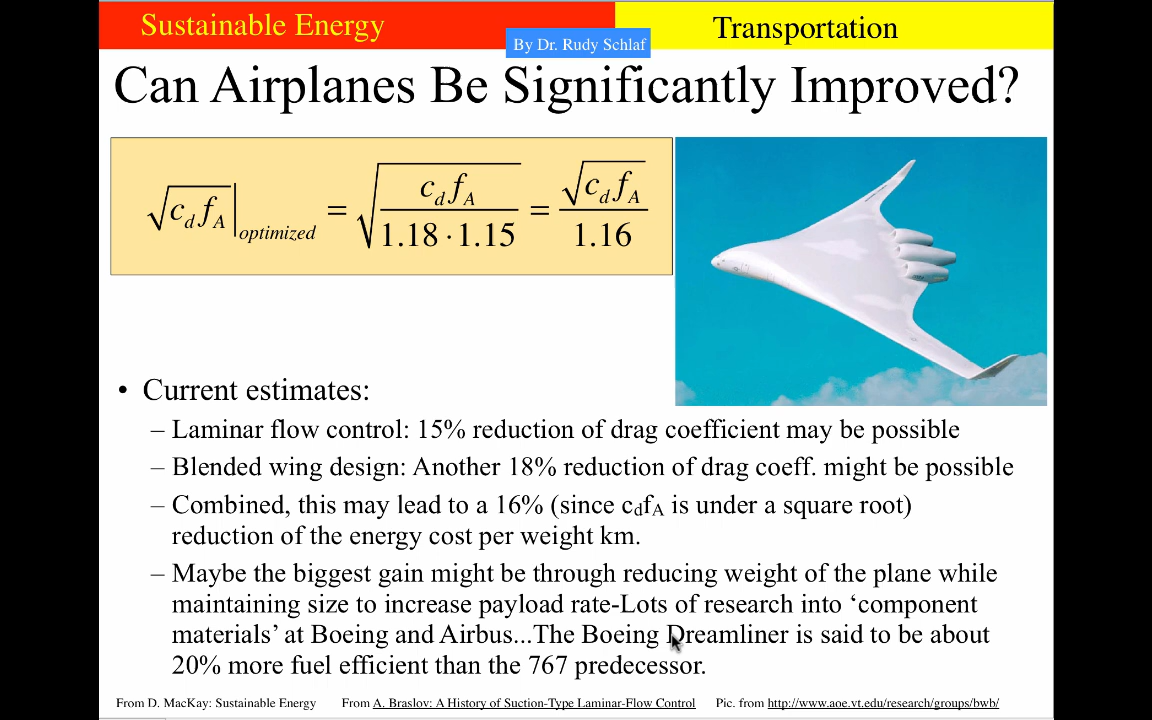 Sustainable Energy
Transportation
By Dr. Rudy Schlaf
Can Airplanes Be Significantly Improved?
√(c_d f_A)|optimized = √(c_d f_A / (1.18 · 1.15)) = √(c_d f_A) / 1.16
• Current estimates:
– Laminar flow control: 15% reduction of drag coefficient may be possible
– Blended wing design: Another 18% reduction of drag coeff. might be possible
– Combined, this may lead to a 16% (since cdfA is under a square root)
reduction of the energy cost per weight km.
– Maybe the biggest gain might be through reducing weight of the plane while
maintaining size to increase payload rate-Lots of research into ‘component
materials’ at Boeing and Airbus...The Boeing Dreamliner is said to be about
20% more fuel efficient than the 767 predecessor.
From D. MacKay: Sustainable Energy From A. Braslov: A History of Suction-Type Laminar-Flow Control Pic. from http://www.aoe.vt.edu/research/groups/bwb/